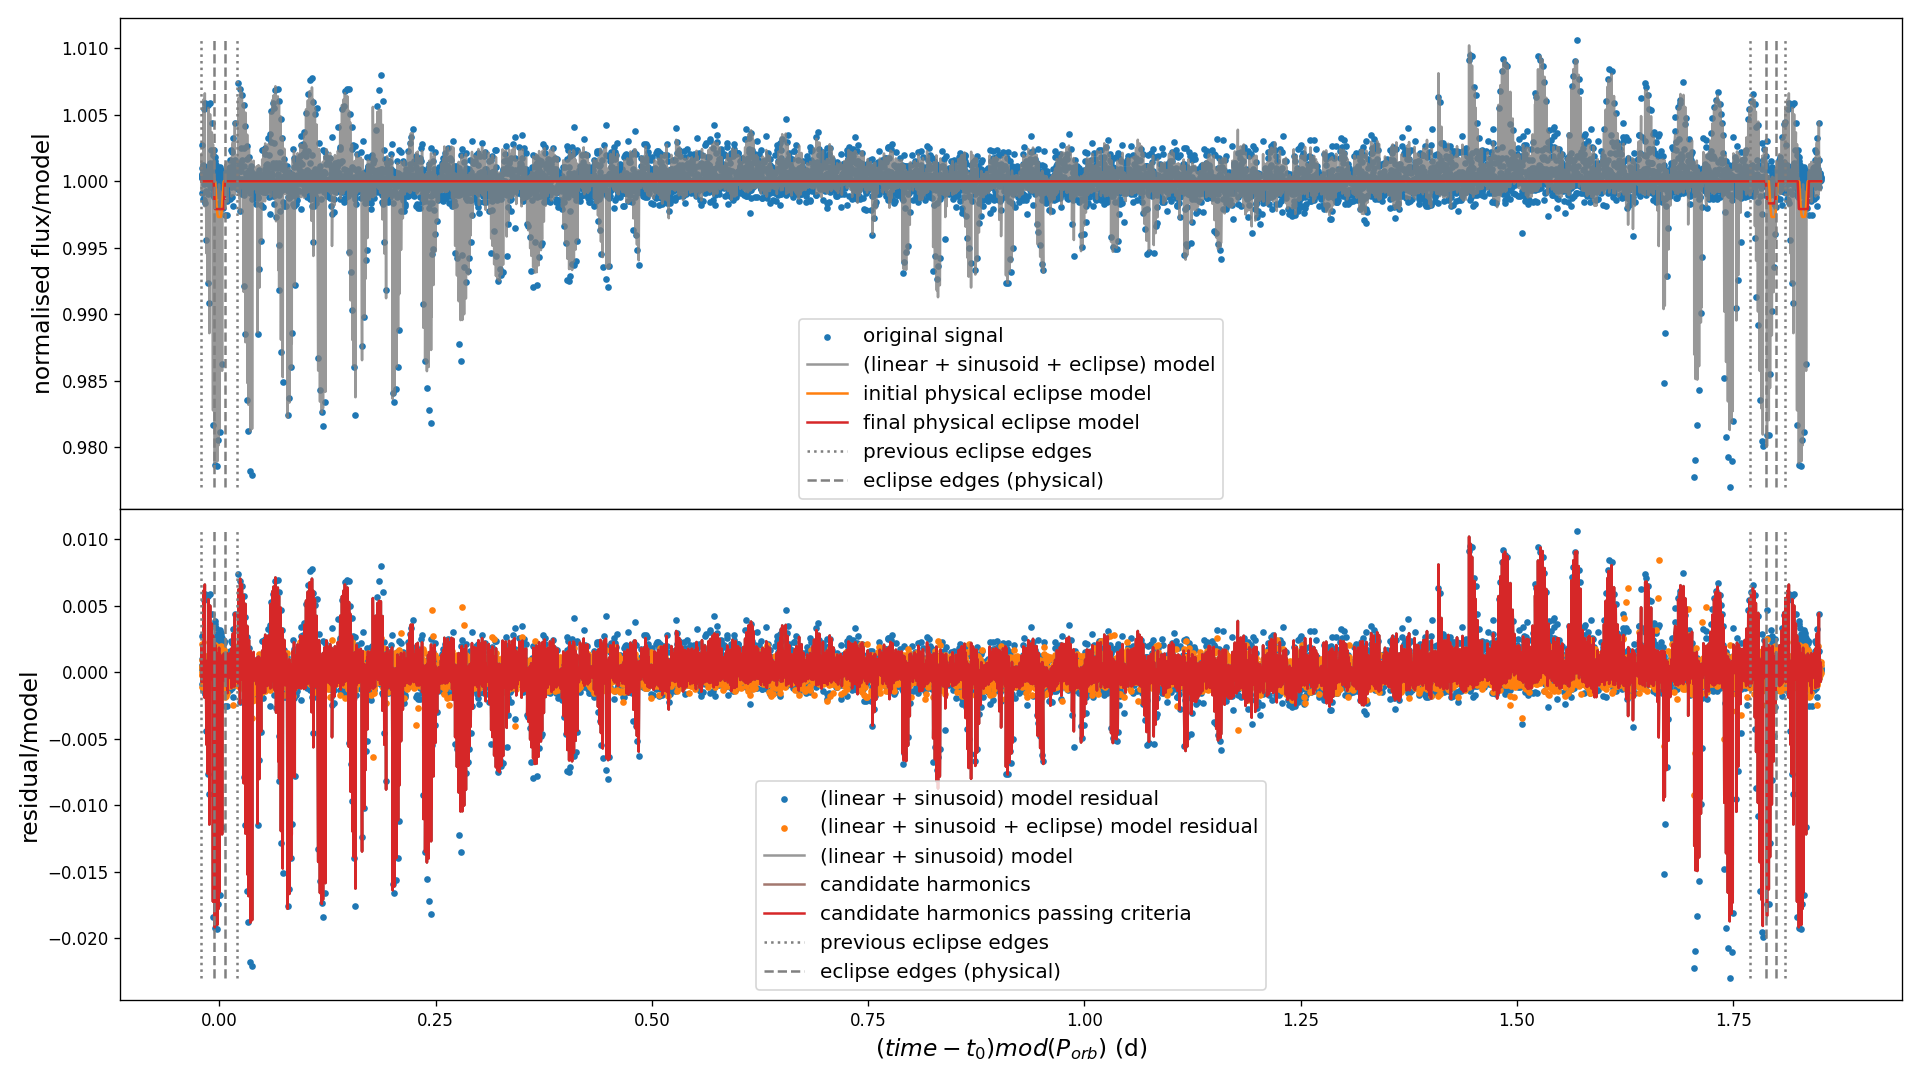 normalised flux/model
1.010
1.005
1.000
0.995
0.990
0.985
0.980
original signal
(linear + sinusoid + eclipse) model
initial physical eclipse model
final physical eclipse model
previous eclipse edges
eclipse edges (physical)
residual/model
0.010
0.005
0.000
−0.005
−0.010
−0.015
−0.020
(linear + sinusoid) model residual
(linear + sinusoid + eclipse) model residual
(linear + sinusoid) model
candidate harmonics
candidate harmonics passing criteria
previous eclipse edges
eclipse edges (physical)
0.00 0.25 0.50 0.75 1.00 1.25 1.50 1.75
(time − t₀)mod(P_orb) (d)